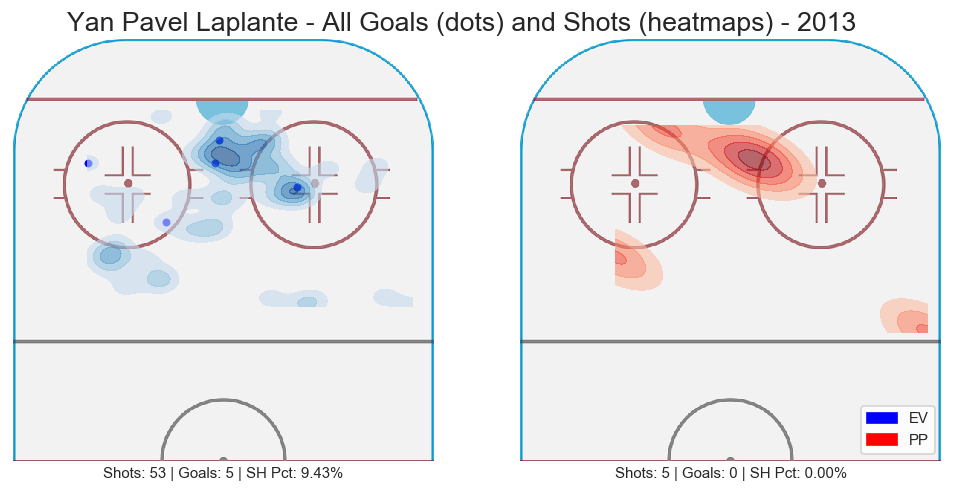 Yan Pavel Laplante - All Goals (dots) and Shots (heatmaps) - 2013
EV
PP
Shots: 53 | Goals: 5 | SH Pct: 9.43%
Shots: 5 | Goals: 0 | SH Pct: 0.00%